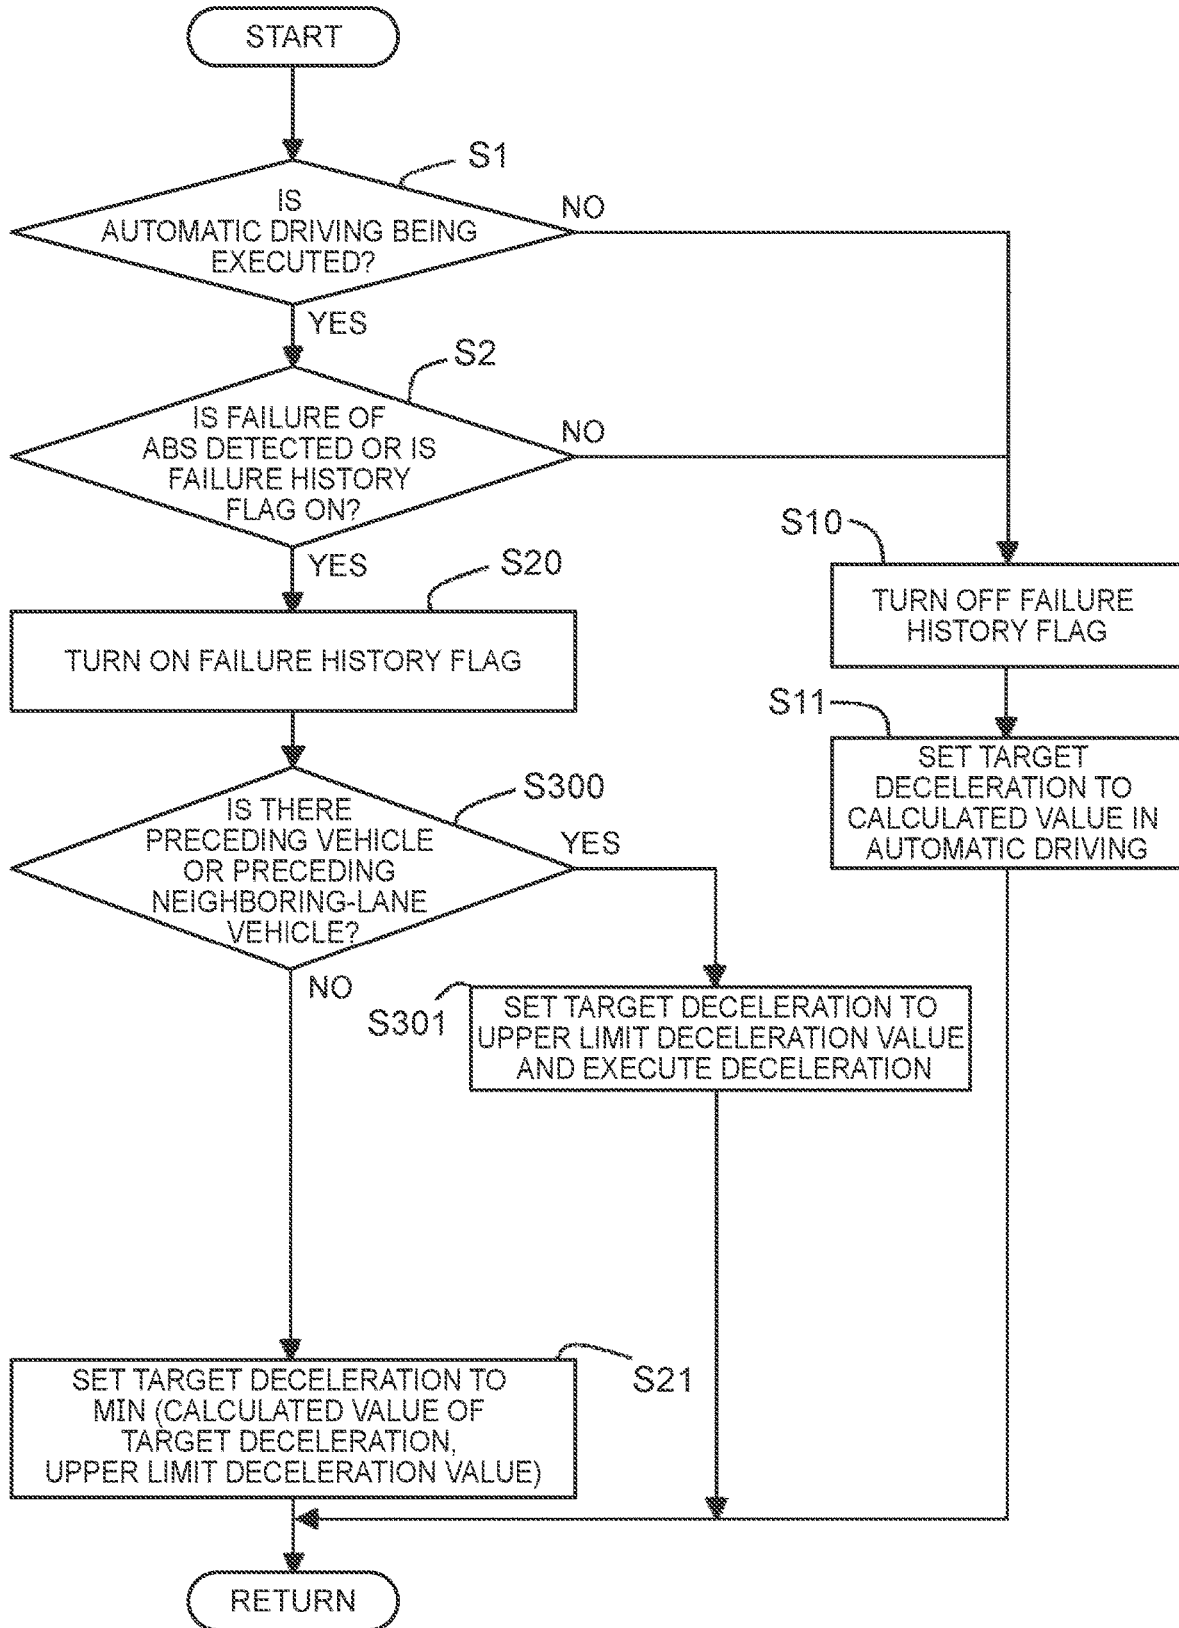 START
S1
IS
AUTOMATIC DRIVING BEING
EXECUTED?
NO
YES
S2
IS FAILURE OF
ABS DETECTED OR IS
FAILURE HISTORY
FLAG ON?
NO
YES
S20
TURN ON FAILURE HISTORY FLAG
S10
TURN OFF FAILURE
HISTORY FLAG
S11
SET TARGET
DECELERATION TO
CALCULATED VALUE IN
AUTOMATIC DRIVING
S300
IS THERE
PRECEDING VEHICLE
OR PRECEDING
NEIGHBORING-LANE
VEHICLE?
YES
NO
S301
SET TARGET DECELERATION TO
UPPER LIMIT DECELERATION VALUE
AND EXECUTE DECELERATION
S21
SET TARGET DECELERATION TO
MIN (CALCULATED VALUE OF
TARGET DECELERATION,
UPPER LIMIT DECELERATION VALUE)
RETURN